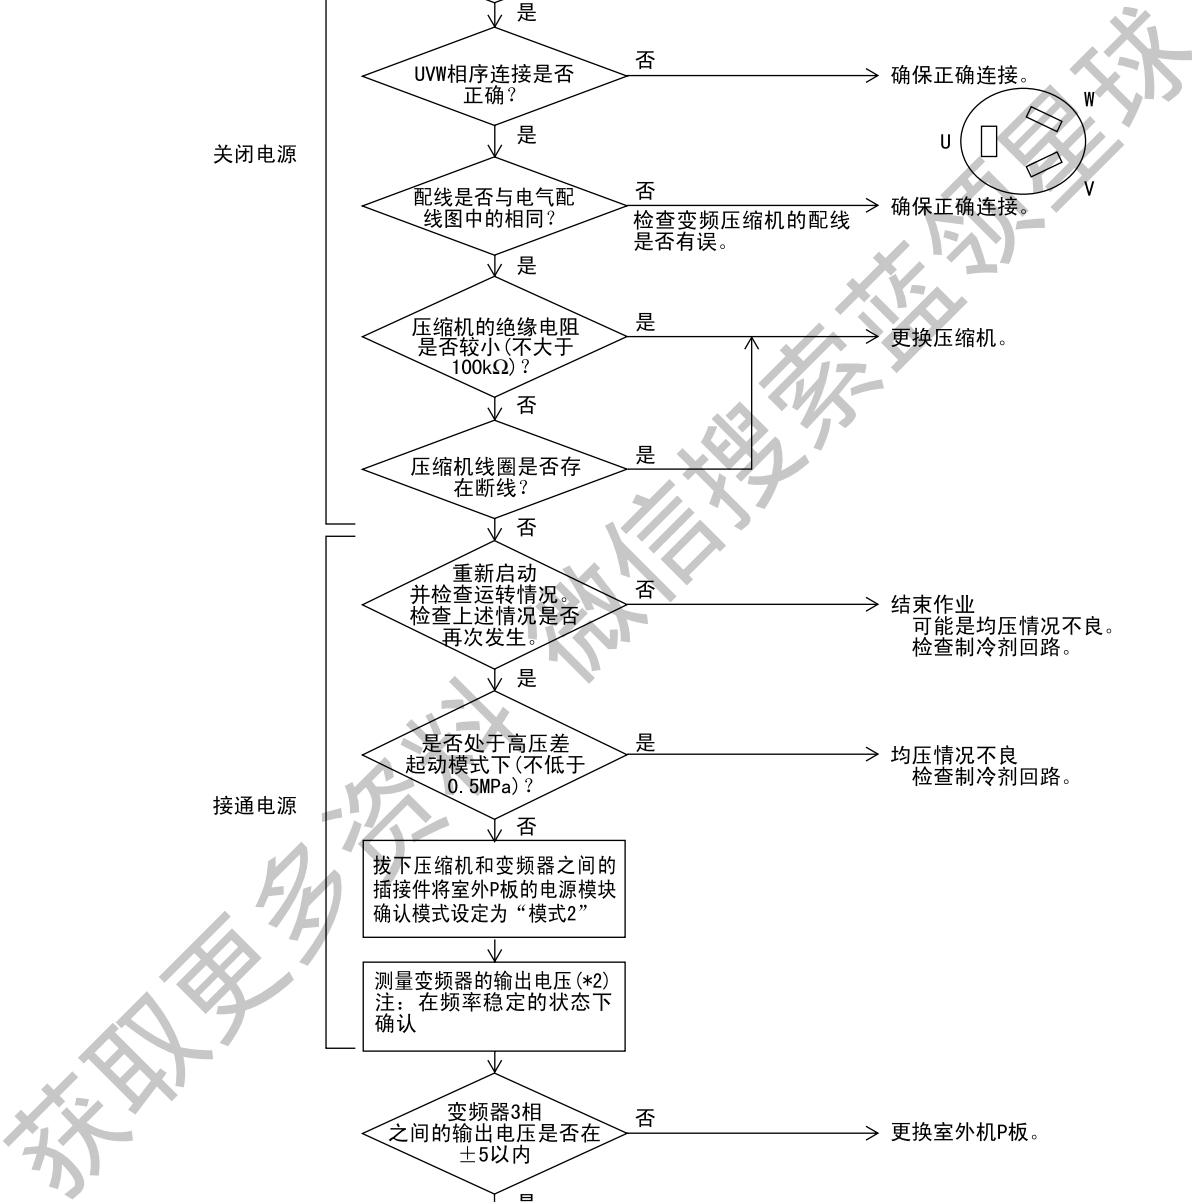 是
UVW相序连接是否
正确？
否
确保正确连接。
W
U
V
是
关闭电源
配线是否与电气配
线图中的相同？
否
检查变频压缩机的配线
是否有误。
确保正确连接。
是
压缩机的绝缘电阻
是否较小(不大于
100kΩ)？
是
更换压缩机。
否
压缩机线圈是否存
在断线？
是
否
重新启动
并检查运转情况。
检查上述情况是否
再次发生。
否
结束作业
可能是均压情况不良。
检查制冷剂回路。
是
是否处于高压差
起动模式下(不低于
0.5MPa)？
是
均压情况不良
检查制冷剂回路。
接通电源
否
拔下压缩机和变频器之间的
插接件将室外P板的电源模块
确认模式设定为“模式2”
测量变频器的输出电压(*2)
注：在频率稳定的状态下
确认
变频器3相
之间的输出电压是否在
±5以内
否
更换室外机P板。
是
获取更多资料 微信搜索蓝领星球